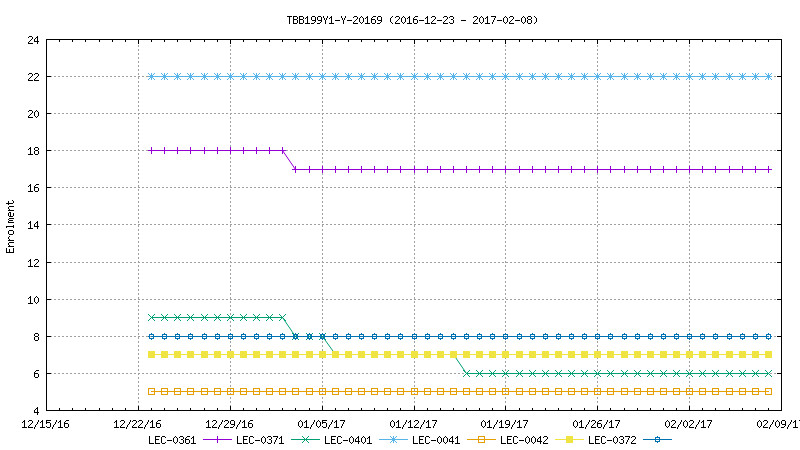 TBB199Y1-Y-20169 (2016-12-23 - 2017-02-08)
24
22
20
18
16
14
12
10
8
6
4
Enrolment
12/15/16 12/22/16 12/29/16 01/05/17 01/12/17 01/19/17 01/26/17 02/02/17 02/09/1
LEC-0361 LEC-0371 LEC-0401 LEC-0041 LEC-0042 LEC-0372